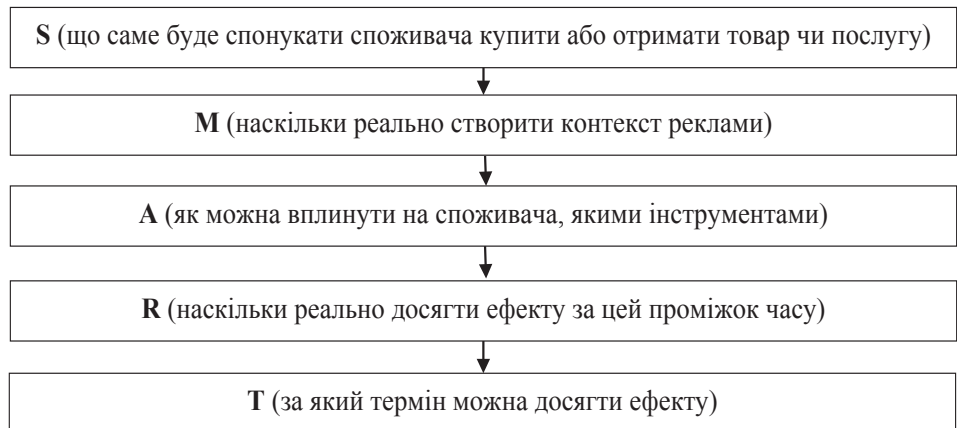 S (що саме буде спонукати споживача купити або отримати товар чи послугу)
M (наскільки реально створити контекст реклами)
A (як можна вплинути на споживача, якими інструментами)
R (наскільки реально досягти ефекту за цей проміжок часу)
T (за який термін можна досягти ефекту)